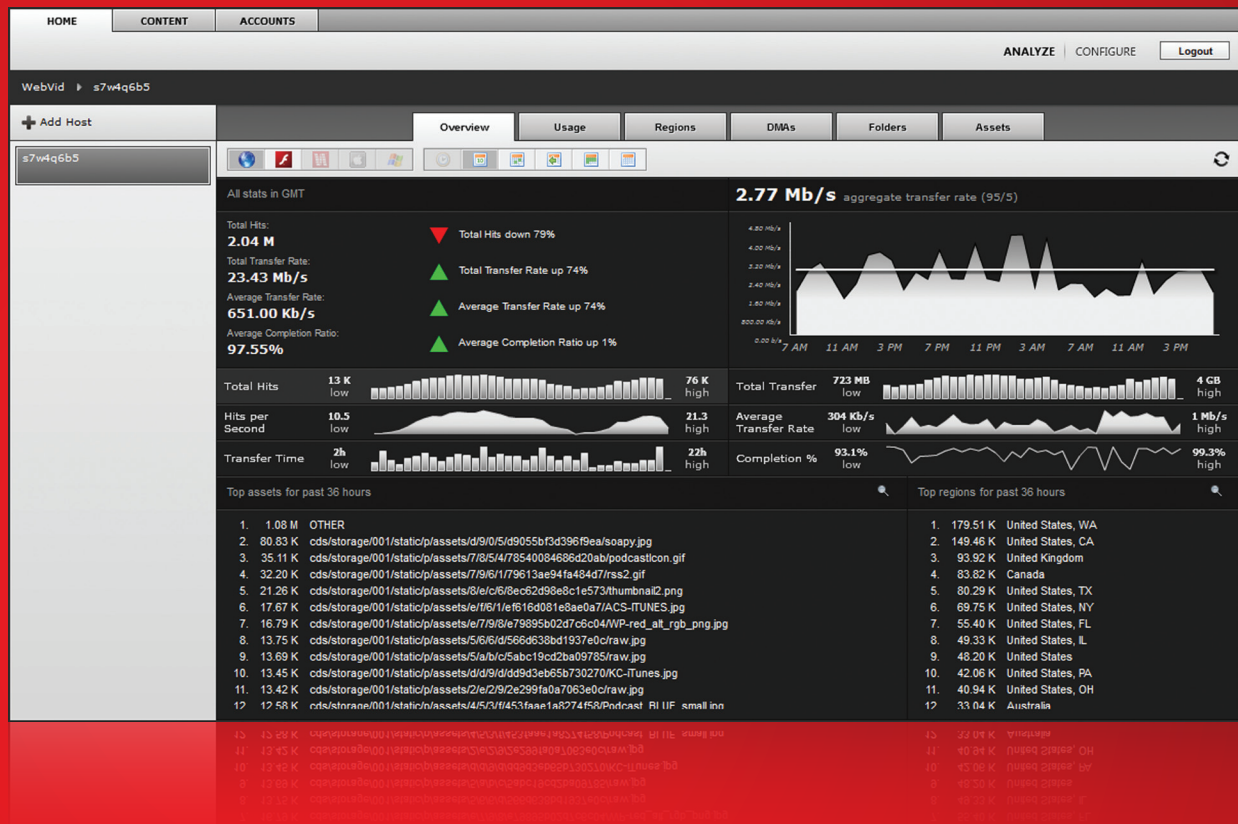 HOME CONTENT ACCOUNTS
ANALYZE CONFIGURE Logout
WebVid s7w4q6b5
Add Host
s7w4q6b5
Overview Usage Regions DMAs Folders Assets
All stats in GMT
Total Hits:
2.04 M
Total Transfer Rate:
23.43 Mb/s
Average Transfer Rate:
651.00 Kb/s
Average Completion Ratio:
97.55%
Total Hits down 79%
Total Transfer Rate up 74%
Average Transfer Rate up 74%
Average Completion Ratio up 1%
2.77 Mb/s aggregate transfer rate (95/5)
4.80 Mb/s
4.00 Mb/s
3.20 Mb/s
2.40 Mb/s
1.60 Mb/s
800.00 Kb/s
0.00 b/s
7 AM 11 AM 3 PM 7 PM 11 PM 3 AM 7 AM 11 AM 3 PM
Total Hits 13 K low 76 K high
Hits per Second 10.5 low 21.3 high
Transfer Time 2h low 22h high
Total Transfer 723 MB low 4 GB high
Average Transfer Rate 304 Kb/s low 1 Mb/s high
Completion % 93.1% low 99.3% high
Top assets for past 36 hours
1. 1.08 M OTHER
2. 80.83 K cds/storage/001/static/p/assets/d/9/0/5/d9055bf3d396f9ea/soapy.jpg
3. 35.11 K cds/storage/001/static/p/assets/7/8/5/4/78540084686d20ab/podcastIcon.gif
4. 32.20 K cds/storage/001/static/p/assets/7/9/6/1/79613ae94fa484d7/rss2.gif
5. 21.26 K cds/storage/001/static/p/assets/8/e/c/6/8ec62d98e8c1e573/thumbnail2.png
6. 17.67 K cds/storage/001/static/p/assets/e/f/6/1/ef616d081e8ae0a7/ACS-ITUNES.jpg
7. 16.79 K cds/storage/001/static/p/assets/e/7/9/8/e79895b02d7c6c04/WP-red_alt_rgb_png.jpg
8. 13.75 K cds/storage/001/static/p/assets/5/6/6/d/566d638bd1937e0c/raw.jpg
9. 13.69 K cds/storage/001/static/p/assets/5/a/b/c/5abc19cd2ba09785/raw.jpg
10. 13.45 K cds/storage/001/static/p/assets/d/d/9/d/dd9d3eb65b730270/KC-iTunes.jpg
11. 13.42 K cds/storage/001/static/p/assets/2/e/2/9/2e299fa0a7063e0c/raw.jpg
12 12.58 K cds/storage/001/static/p/assets/4/5/3/f/453faae1a8274f58/Podcast_BLUE_small.jpg
Top regions for past 36 hours
1. 179.51 K United States, WA
2. 149.46 K United States, CA
3. 93.92 K United Kingdom
4. 83.82 K Canada
5. 80.29 K United States, TX
6. 69.75 K United States, NY
7. 55.40 K United States, FL
8. 49.33 K United States, IL
9. 48.20 K United States
10. 42.06 K United States, PA
11. 40.94 K United States, OH
12 33.04 K Australia